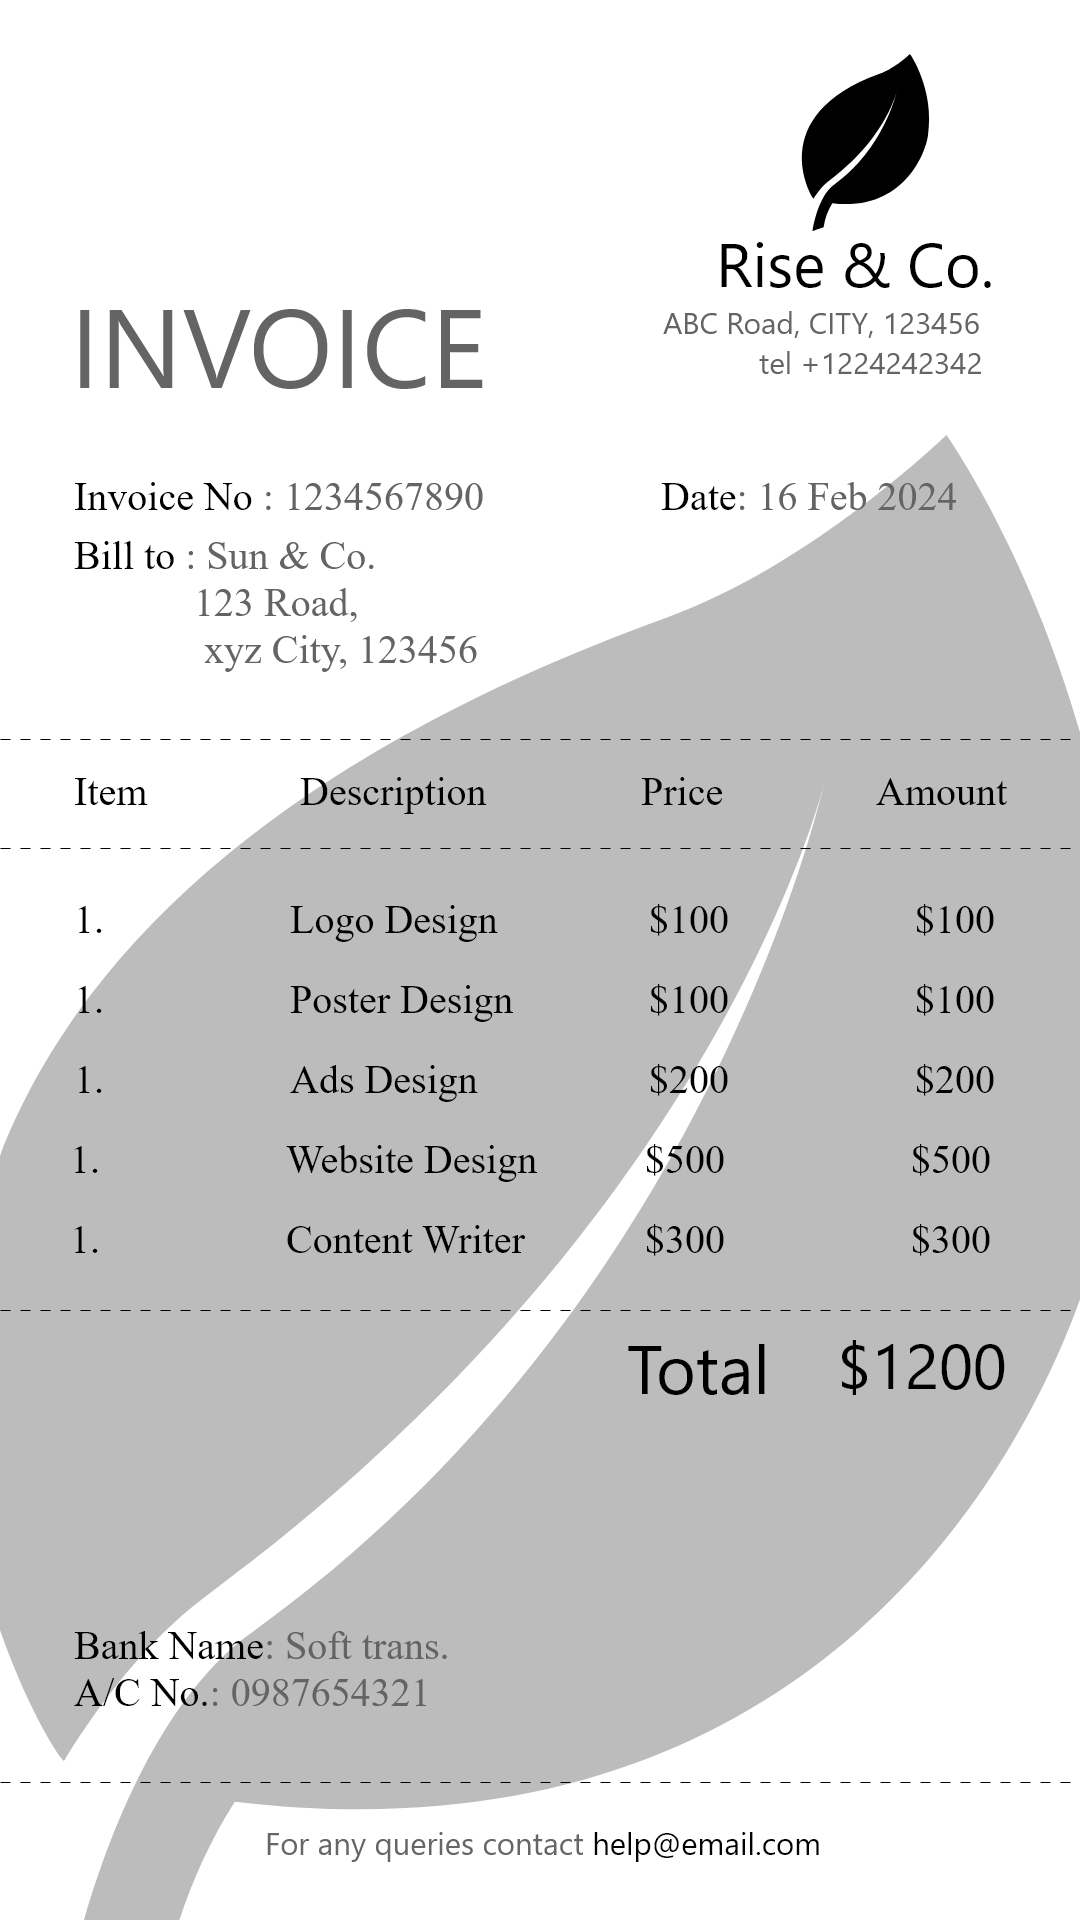 Rise & Co.
ABC Road, CITY, 123456
tel +1224242342
INVOICE
Invoice No : 1234567890 Date: 16 Feb 2024
Bill to : Sun & Co.
123 Road,
xyz City, 123456
Item Description Price Amount
1. Logo Design $100 $100
1. Poster Design $100 $100
1. Ads Design $200 $200
1. Website Design $500 $500
1. Content Writer $300 $300
Total $1200
Bank Name: Soft trans.
A/C No.: 0987654321
For any queries contact help@email.com